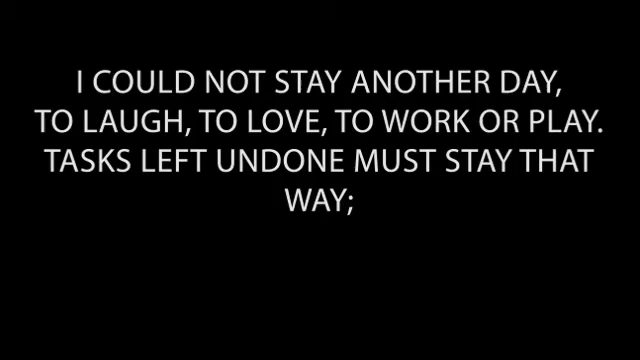 I COULD NOT STAY ANOTHER DAY,
TO LAUGH, TO LOVE, TO WORK OR PLAY.
TASKS LEFT UNDONE MUST STAY THAT
WAY;